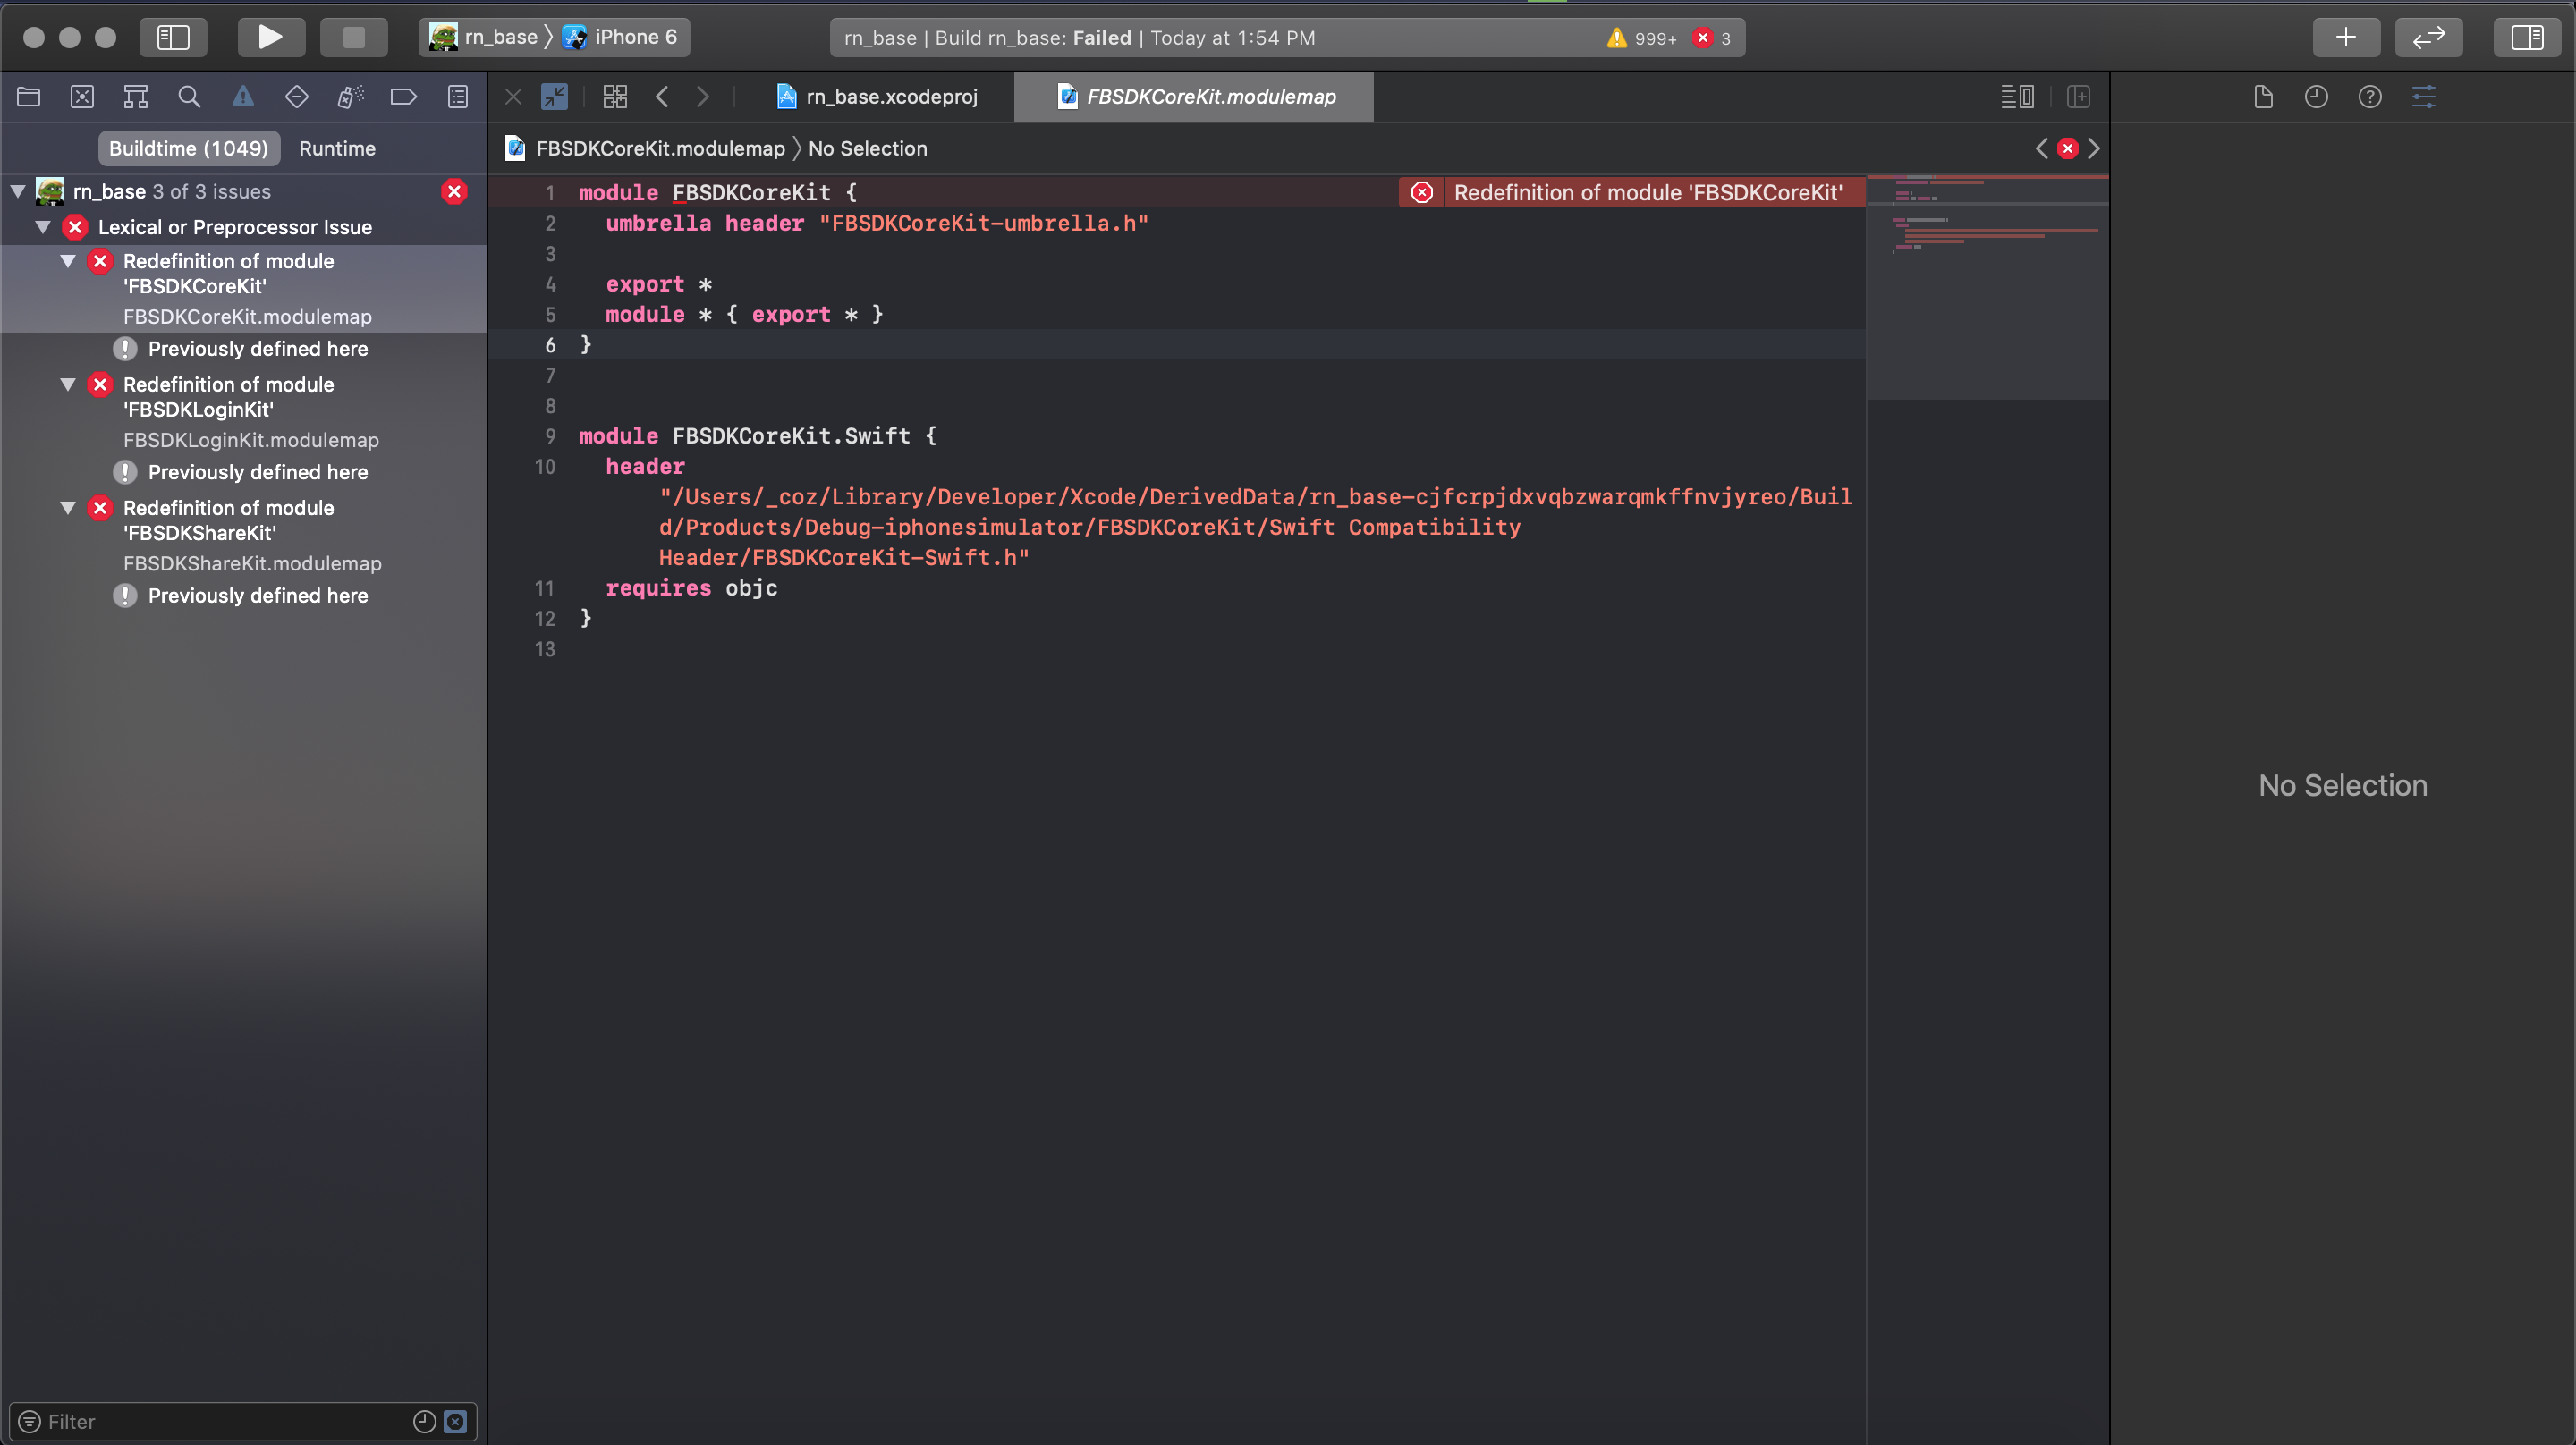 rn_base 〉 iPhone 6
rn_base | Build rn_base: Failed | Today at 1:54 PM
999+ 3
rn_base.xcodeproj
FBSDKCoreKit.modulemap
Buildtime (1049) Runtime
FBSDKCoreKit.modulemap 〉 No Selection
rn_base 3 of 3 issues
Lexical or Preprocessor Issue
Redefinition of module
'FBSDKCoreKit'
FBSDKCoreKit.modulemap
Previously defined here
Redefinition of module
'FBSDKLoginKit'
FBSDKLoginKit.modulemap
Previously defined here
Redefinition of module
'FBSDKShareKit'
FBSDKShareKit.modulemap
Previously defined here
Filter
1 module FBSDKCoreKit {
Redefinition of module 'FBSDKCoreKit'
2 umbrella header "FBSDKCoreKit-umbrella.h"
3
4 export *
5 module * { export * }
6 }
7
8
9 module FBSDKCoreKit.Swift {
10 header
"/Users/_coz/Library/Developer/Xcode/DerivedData/rn_base-cjfcrpjdxvqbzwarqmkffnvjyreo/Buil
d/Products/Debug-iphonesimulator/FBSDKCoreKit/Swift Compatibility
Header/FBSDKCoreKit-Swift.h"
11 requires objc
12 }
13
No Selection